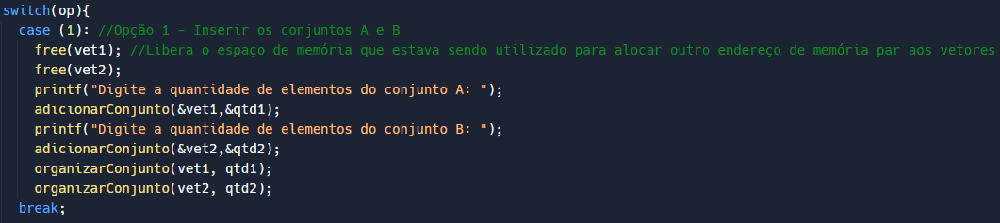 switch(op){
case (1): //Opção 1 - Inserir os conjuntos A e B
free(vet1); //Libera o espaço de memória que estava sendo utilizado para alocar outro endereço de memória par aos vetores
free(vet2);
printf("Digite a quantidade de elementos do conjunto A: ");
adicionarConjunto(&vet1,&qtd1);
printf("Digite a quantidade de elementos do conjunto B: ");
adicionarConjunto(&vet2,&qtd2);
organizarConjunto(vet1, qtd1);
organizarConjunto(vet2, qtd2);
break;